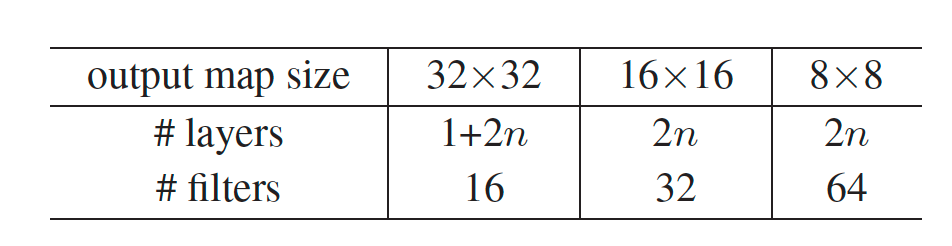 output map size 32×32 16×16 8×8
# layers 1+2n 2n 2n
# filters 16 32 64